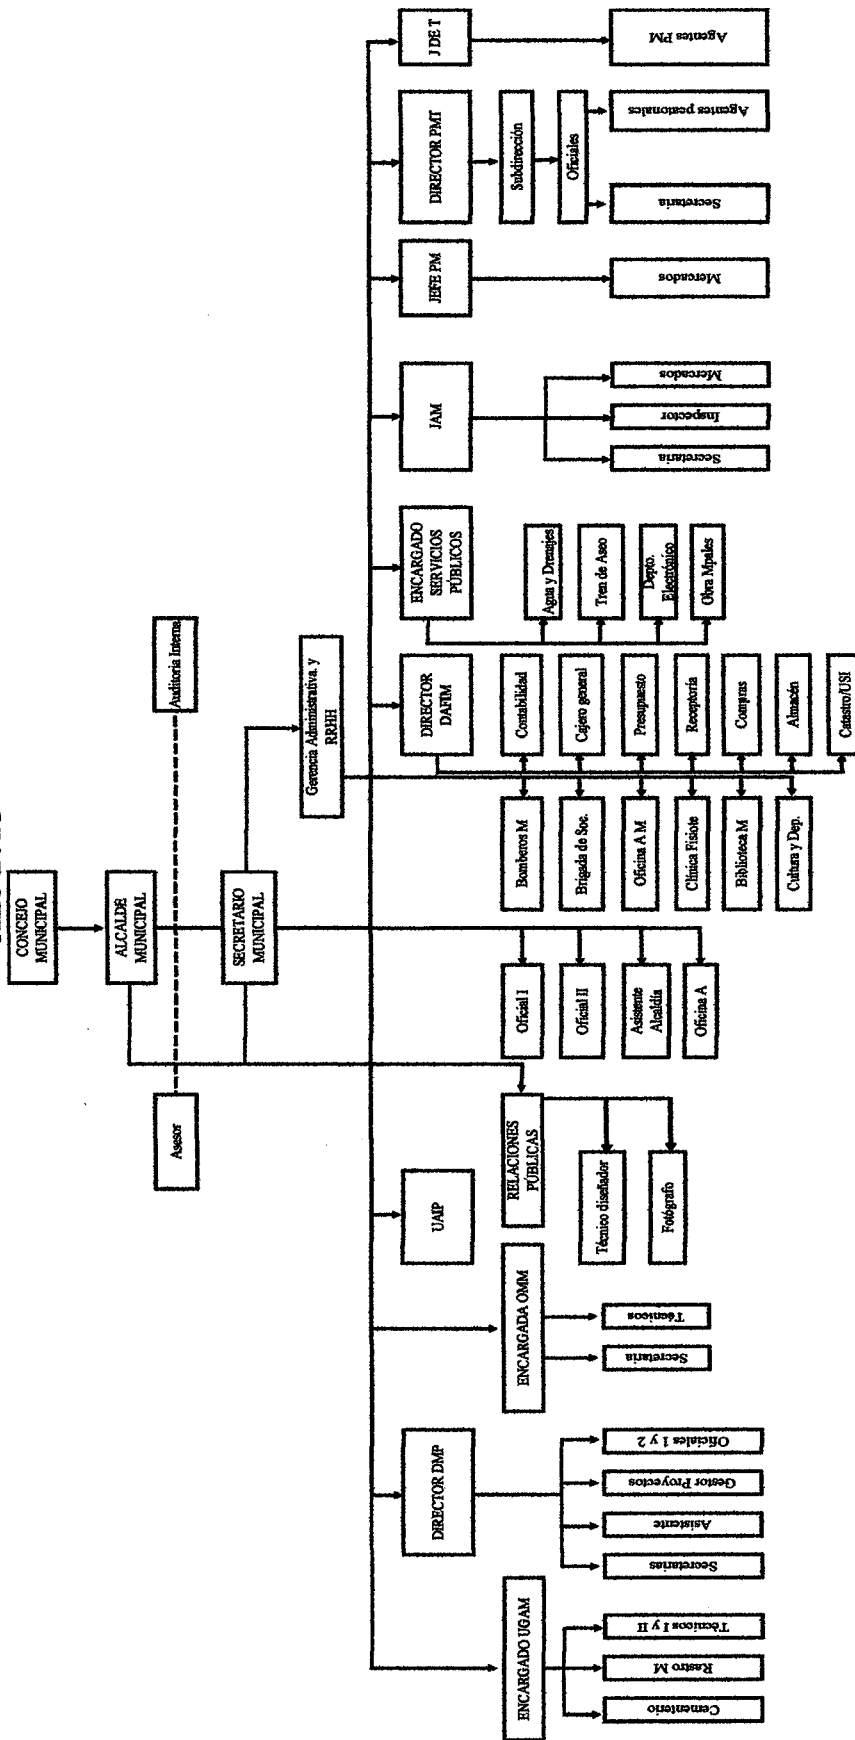 CONCEJO
MUNICIPAL
ALCALDE
MUNICIPAL
Asesor
Auditoria Interna
SECRETARIO
MUNICIPAL
Gerencia Administrativa. y
RRHH
ENCARGADO UGAM
Cementerio
Rastro M
Técnicos I y II
DIRECTOR DMP
Secretarias
Asistente
Gestor Proyectos
Oficiales 1 y 2
ENCARGADA OMM
Secretaria
Técnicos
UAIP
RELACIONES
PÚBLICAS
Técnico diseñador
Fotógrafo
Oficial I
Oficial II
Asistente
Alcaldía
Oficina A
Bomberos M
Brigada de Soc.
Oficina A M
Clínica Fisiote
Biblioteca M
Cultura y Dep.
DIRECTOR
DAFIM
Contabilidad
Cajero general
Presupuesto
Receptoría
Compras
Almacén
Catastro/USI
ENCARGADO
SERVICIOS
PÚBLICOS
Agua y Drenajes
Tren de Aseo
Depto.
Electrónico
Obra Mpales
JAM
Secretaria
Inspector
Mercados
JEFE PM
Mercados
DIRECTOR PMT
Subdirección
Oficiales
Secretaria
Agentes peatonales
J DE T
Agentes PM